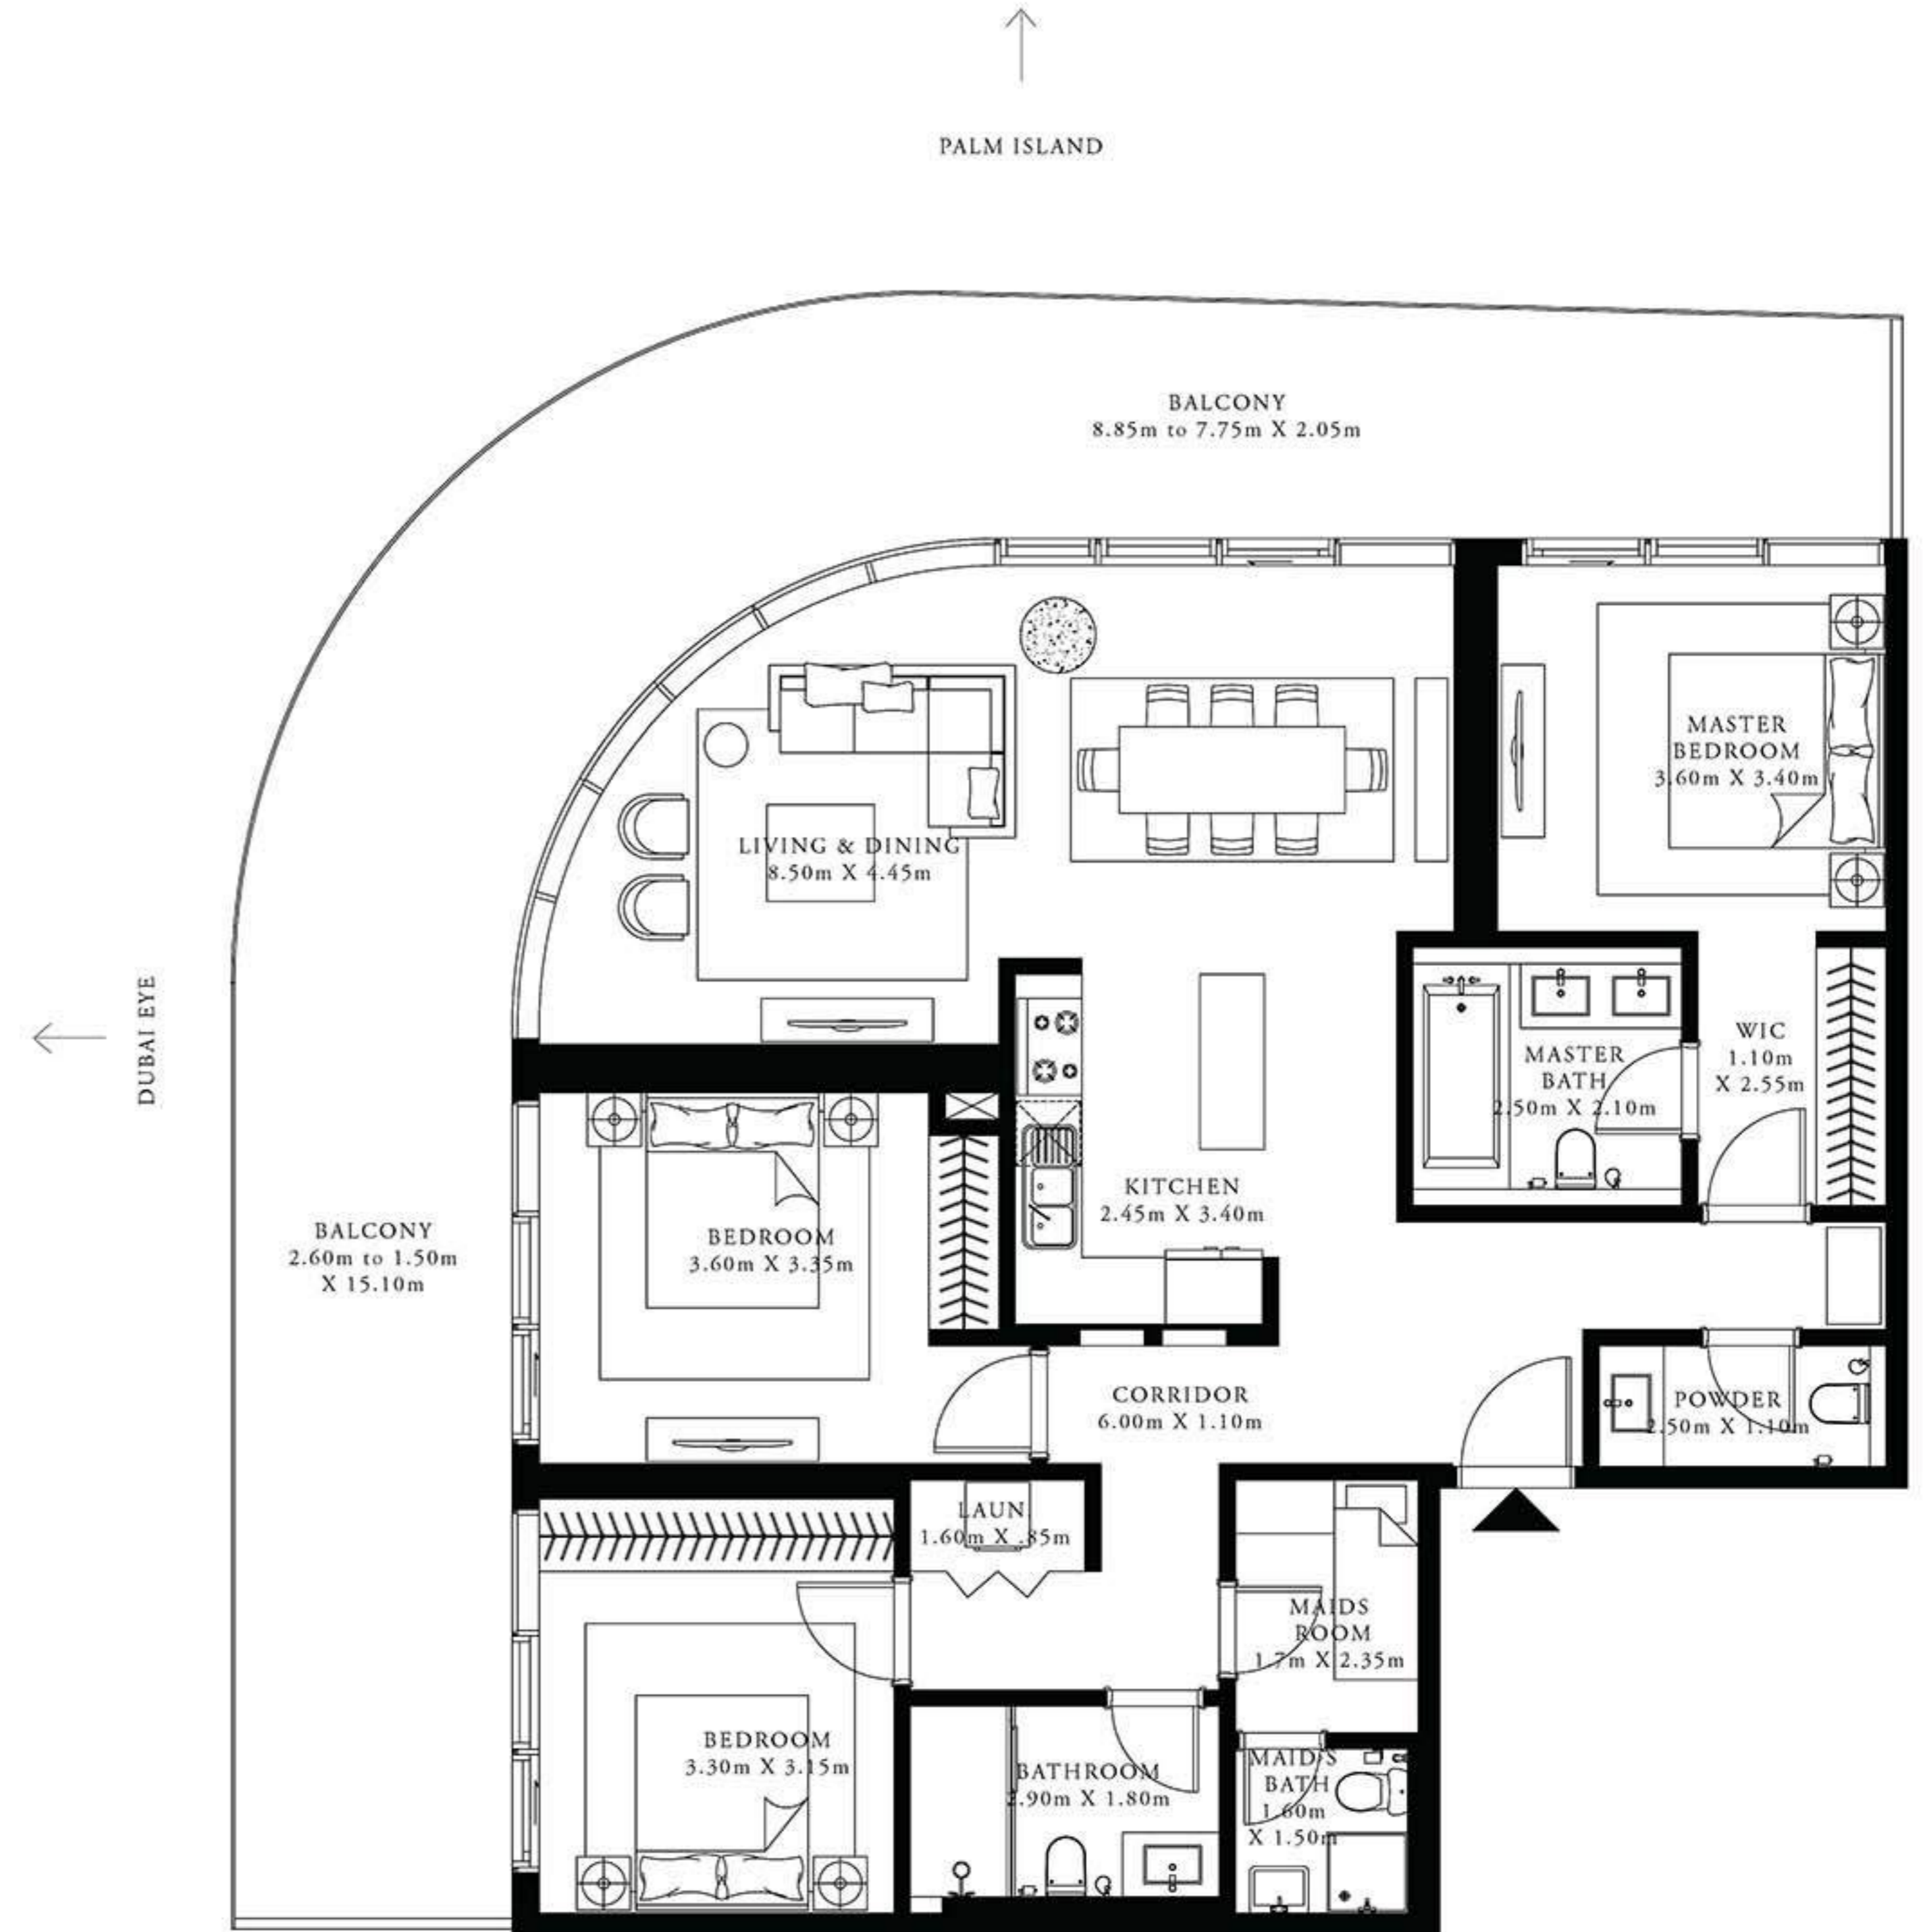 PALM ISLAND
BALCONY
8.85m to 7.75m X 2.05m
MASTER
BEDROOM
3.60m X 3.40m
LIVING & DINING
8.50m X 4.45m
DUBAI EYE
WIC
1.10m
X 2.55m
MASTER
BATH
2.50m X 2.10m
KITCHEN
2.45m X 3.40m
BALCONY
2.60m to 1.50m
X 15.10m
BEDROOM
3.60m X 3.35m
CORRIDOR
6.00m X 1.10m
POWDER
2.50m X 1.10m
LAUN.
1.60m X .85m
MAIDS
ROOM
1.7m X 2.35m
BEDROOM
3.30m X 3.15m
BATHROOM
2.90m X 1.80m
MAID'S
BATH
1.60m
X 1.50m